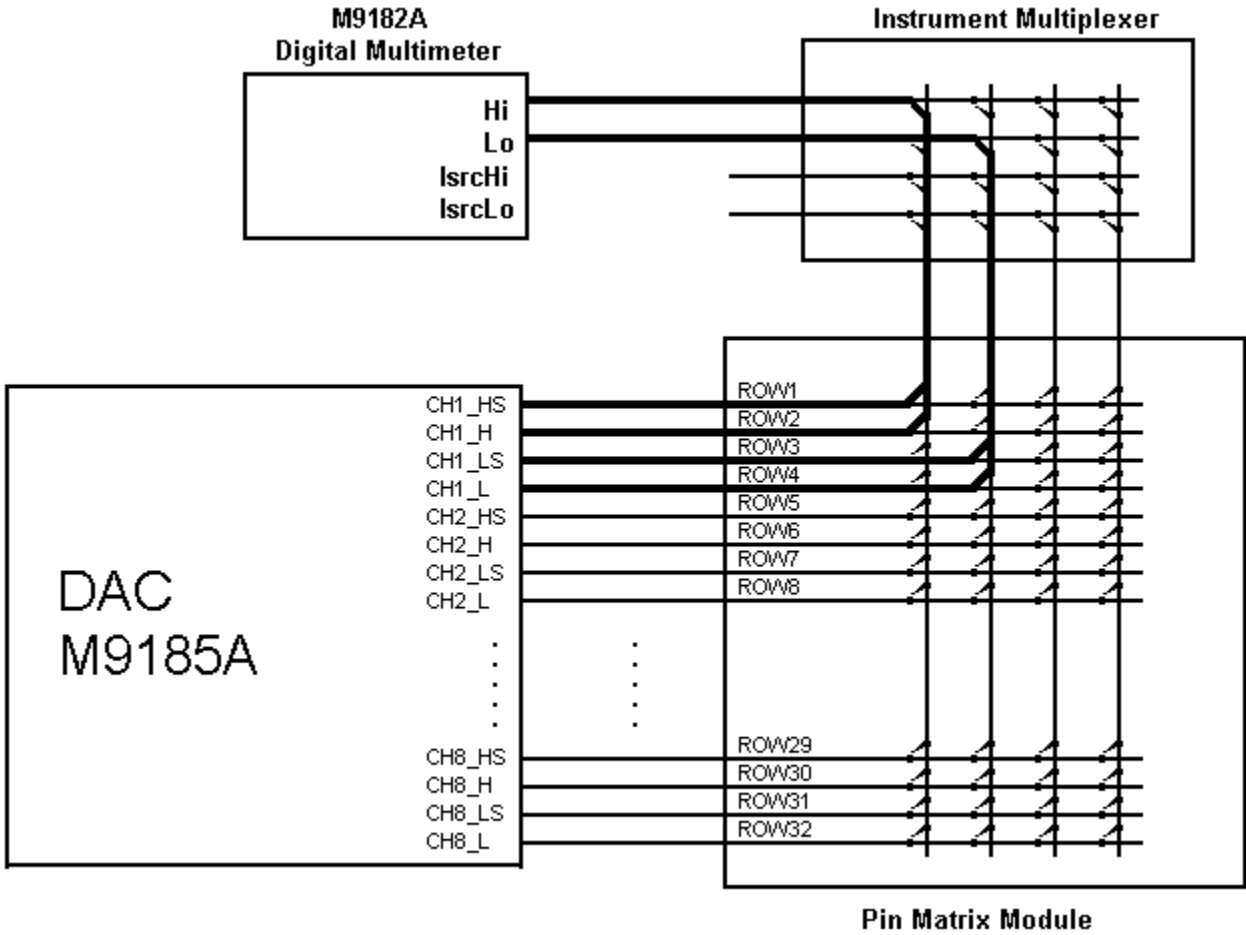 M9182A
Digital Multimeter
Instrument Multiplexer
Hi
Lo
IsrcHi
IsrcLo
CH1_HS
CH1_H
CH1_LS
CH1_L
CH2_HS
CH2_H
CH2_LS
CH2_L
ROW1
ROW2
ROW3
ROW4
ROW5
ROW6
ROW7
ROW8
DAC
M9185A
CH8_HS
CH8_H
CH8_LS
CH8_L
ROW29
ROW30
ROW31
ROW32
Pin Matrix Module